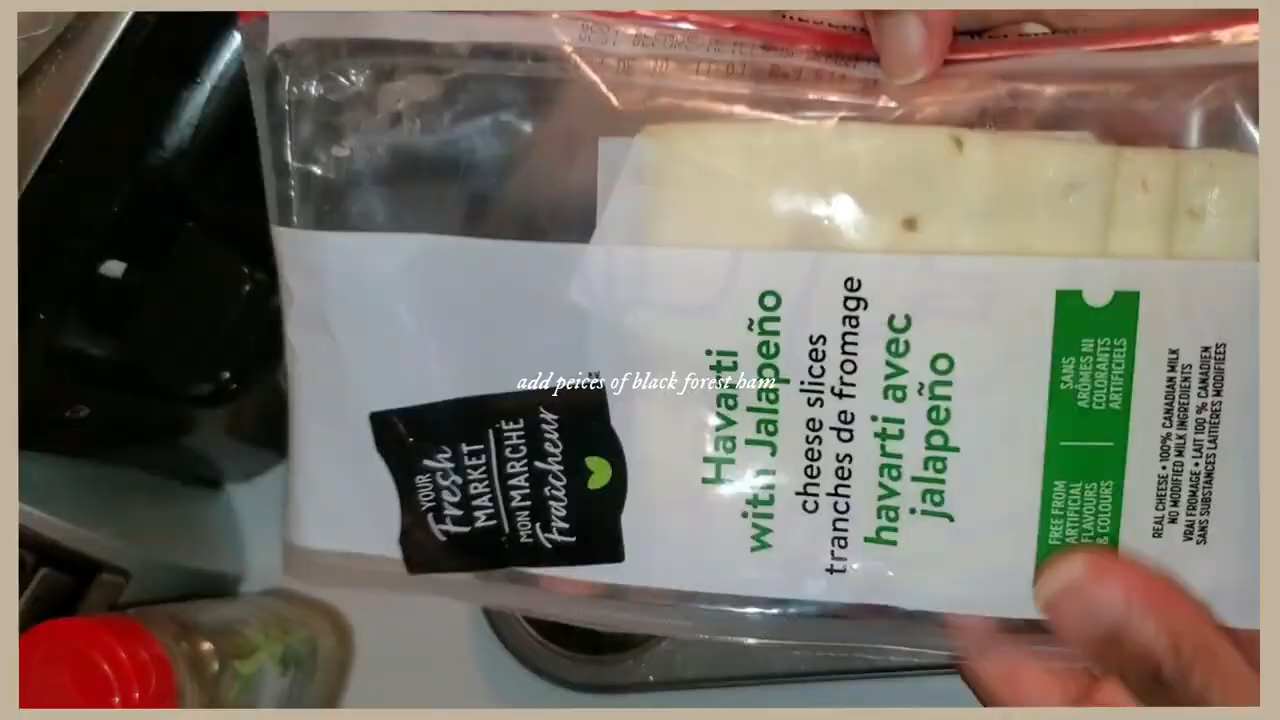 BEST BEFORE
add peices of black forest ham
YOUR
Fresh
MARKET
MON MARCHÉ
Fraîcheur
Havarti
with Jalapeño
cheese slices
tranches de fromage
havarti avec
jalapeño
FREE FROM
ARTIFICIAL
FLAVOURS
& COLOURS
SANS
ARÔMES NI
COLORANTS
ARTIFICIELS
REAL CHEESE • 100% CANADIAN MILK
NO MODIFIED MILK INGREDIENTS
VRAI FROMAGE • LAIT 100 % CANADIEN
SANS SUBSTANCES LAITIÈRES MODIFIÉES